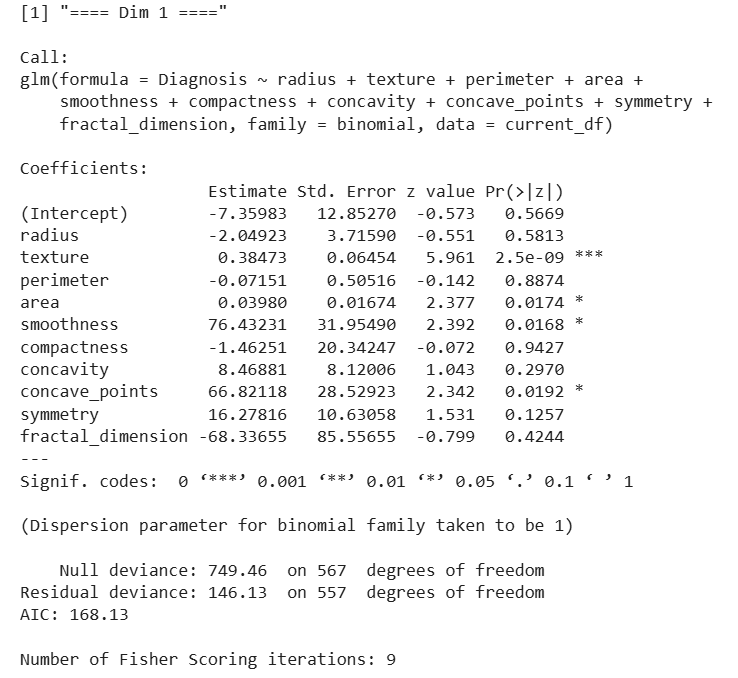 [1] "==== Dim 1 ===="
Call:
glm(formula = Diagnosis ~ radius + texture + perimeter + area +
    smoothness + compactness + concavity + concave_points + symmetry +
    fractal_dimension, family = binomial, data = current_df)
Coefficients:
                   Estimate Std. Error z value Pr(>|z|)
(Intercept)        -7.35983   12.85270  -0.573   0.5669
radius             -2.04923    3.71590  -0.551   0.5813
texture             0.38473    0.06454   5.961  2.5e-09 ***
perimeter          -0.07151    0.50516  -0.142   0.8874
area                0.03980    0.01674   2.377   0.0174 *
smoothness         76.43231   31.95490   2.392   0.0168 *
compactness        -1.46251   20.34247  -0.072   0.9427
concavity           8.46881    8.12006   1.043   0.2970
concave_points     66.82118   28.52923   2.342   0.0192 *
symmetry           16.27816   10.63058   1.531   0.1257
fractal_dimension -68.33655   85.55655  -0.799   0.4244
---
Signif. codes:  0 ‘***’ 0.001 ‘**’ 0.01 ‘*’ 0.05 ‘.’ 0.1 ‘ ’ 1
(Dispersion parameter for binomial family taken to be 1)
    Null deviance: 749.46  on 567  degrees of freedom
Residual deviance: 146.13  on 557  degrees of freedom
AIC: 168.13
Number of Fisher Scoring iterations: 9